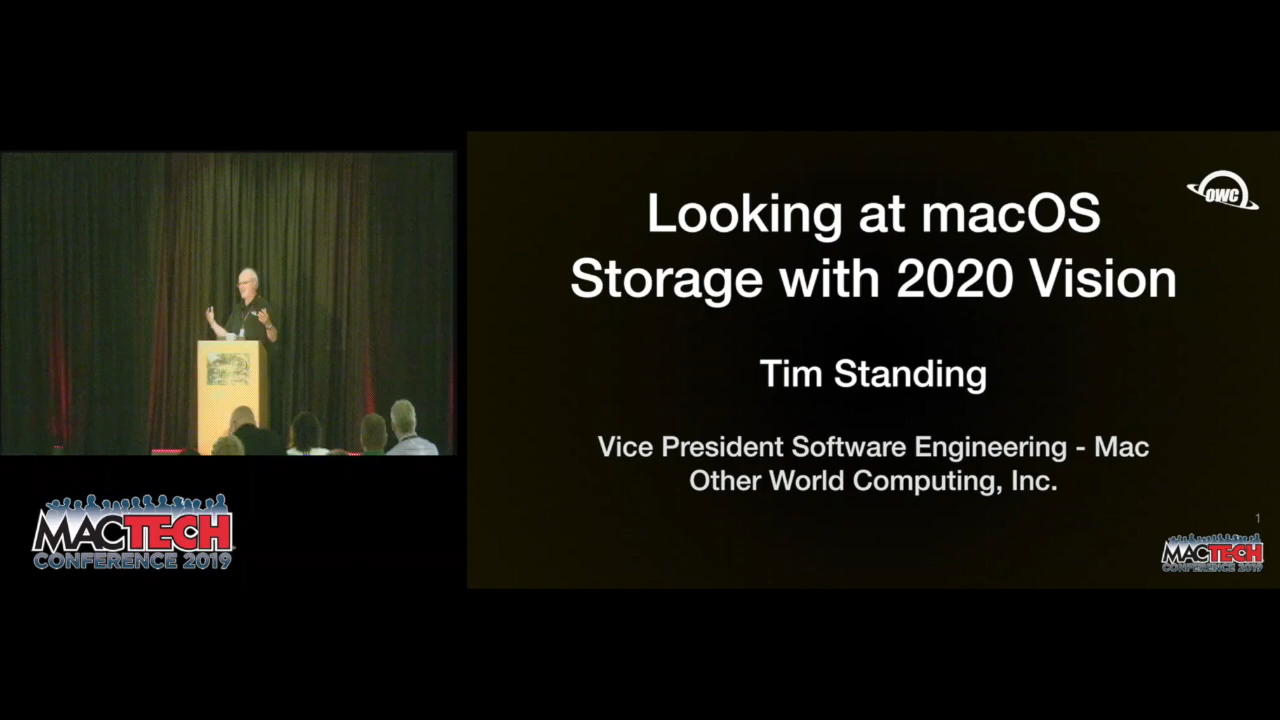 Looking at macOS
Storage with 2020 Vision
Tim Standing
Vice President Software Engineering - Mac
Other World Computing, Inc.
OWC
1
MACTECH
CONFERENCE 2019
MACTECH
CONFERENCE 2019